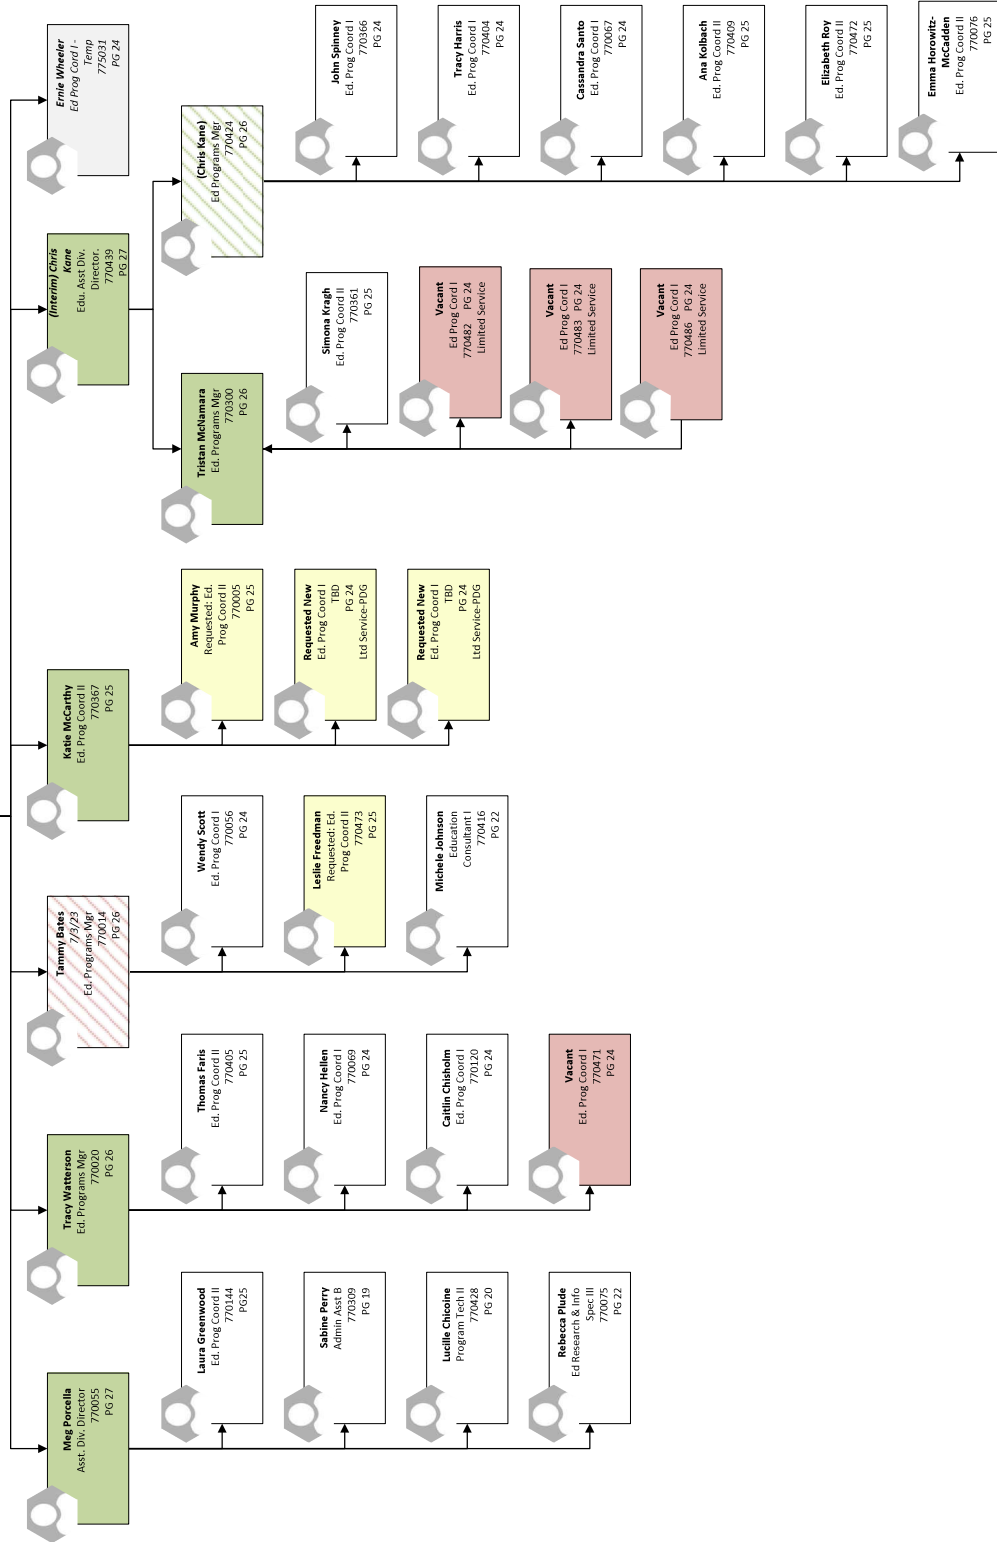 Meg Porcella
Asst. Div. Director
770055
PG 27
Laura Greenwood
Ed. Prog Coord II
770144
PG25
Sabine Perry
Admin Asst B
770309
PG 19
Lucille Chicoine
Program Tech II
770428
PG 20
Rebecca Plude
Ed Research & Info
Spec III
770075
PG 22
Tracy Watterson
Ed. Programs Mgr
770020
PG 26
Thomas Faris
Ed. Prog Coord II
770405
PG 25
Nancy Hellen
Ed. Prog Coord I
770069
PG 24
Caitlin Chisholm
Ed. Prog Coord I
770120
PG 24
Vacant
Ed. Prog Coord I
770471
PG 24
Tammy Bates
7/3/23
Ed. Programs Mgr
770014
PG 26
Wendy Scott
Ed. Prog Coord I
770056
PG 24
Leslie Freedman
Requested: Ed.
Prog Coord II
770473
PG 25
Michele Johnson
Education
Consultant I
770416
PG 22
Katie McCarthy
Ed. Prog Coord II
770367
PG 25
Amy Murphy
Requested: Ed.
Prog Coord II
770005
PG 25
Requested New
Ed. Prog Coord I
TBD
PG 24
Ltd Service-PDG
Requested New
Ed. Prog Coord I
TBD
PG 24
Ltd Service-PDG
(Interim) Chris
Kane
Edu. Asst Div.
Director.
770439
PG 27
Tristan McNamara
Ed. Programs Mgr
770300
PG 26
Simona Kragh
Ed. Prog Coord II
770361
PG 25
Vacant
Ed Prog Cord I
770482 PG 24
Limited Service
Vacant
Ed Prog Cord I
770483 PG 24
Limited Service
Vacant
Ed Prog Cord I
770486 PG 24
Limited Service
(Chris Kane)
Ed Programs Mgr
770424
PG 26
John Spinney
Ed. Prog Coord I
770366
PG 24
Tracy Harris
Ed. Prog Coord I
770404
PG 24
Cassandra Santo
Ed. Prog Coord I
770067
PG 24
Ana Kolbach
Ed. Prog Coord II
770409
PG 25
Elizabeth Roy
Ed. Prog Coord II
770472
PG 25
Emma Horowitz-
McCadden
Ed. Prog Coord II
770076
PG 25
Ernie Wheeler
Ed Prog Cord I -
Temp
775031
PG 24